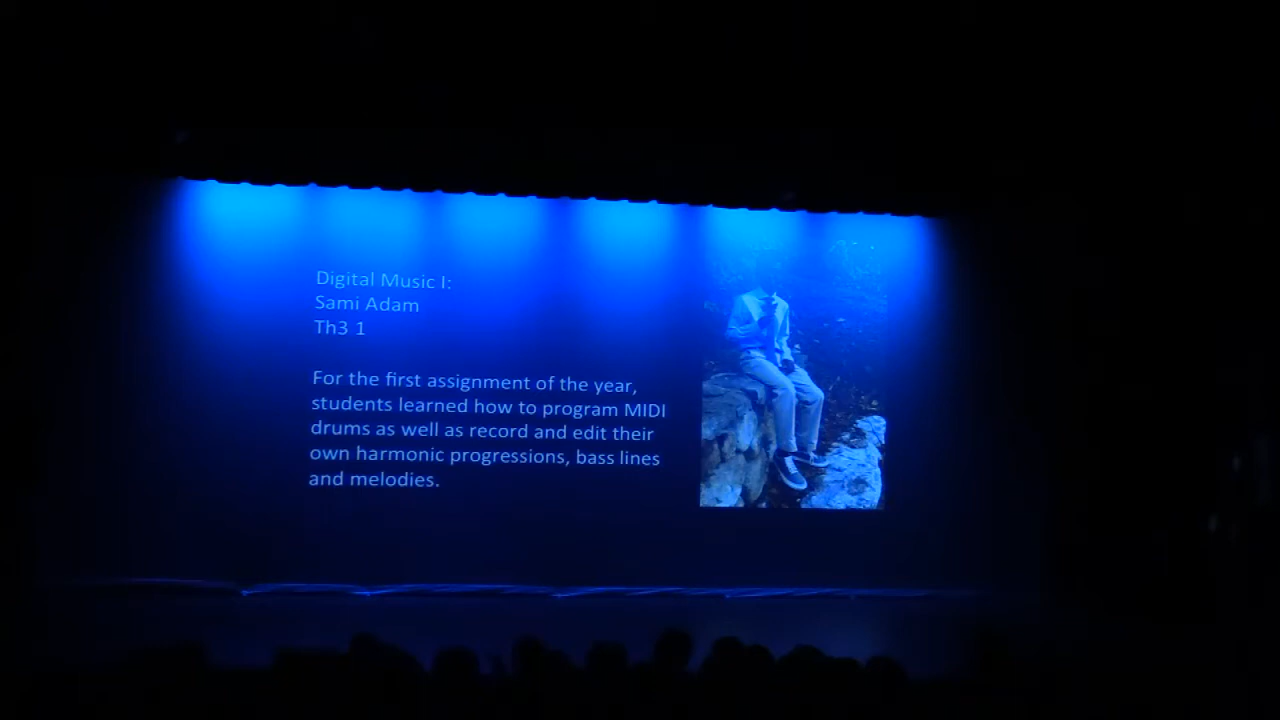 Digital Music I:
Sami Adam
Th3 1
For the first assignment of the year,
students learned how to program MIDI
drums as well as record and edit their
own harmonic progressions, bass lines
and melodies.